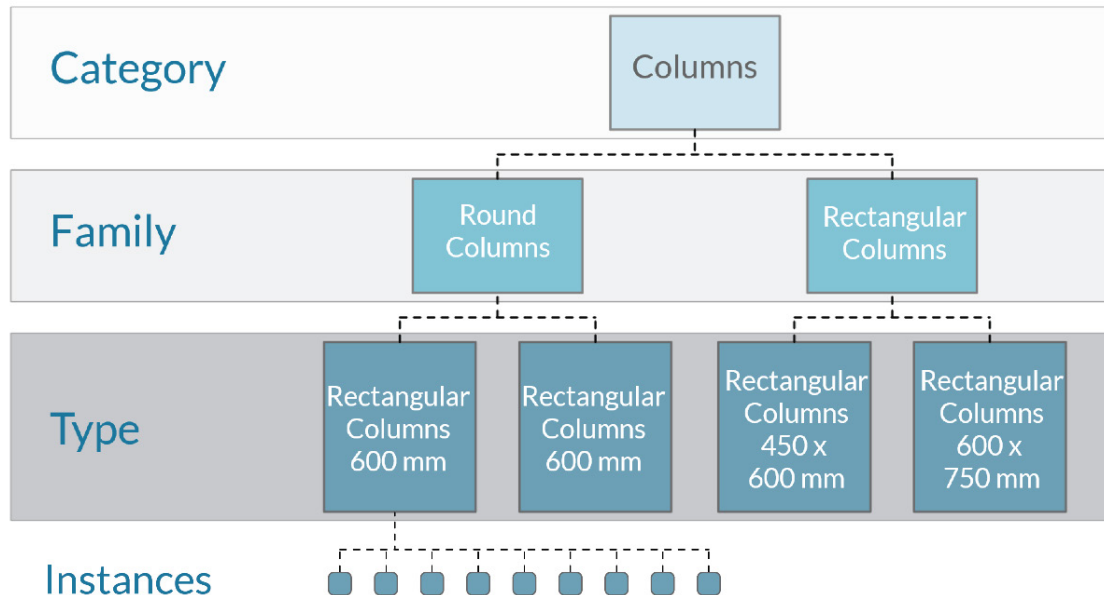 Category
Columns
Family
Round
Columns
Rectangular
Columns
Type
Rectangular
Columns
600 mm
Rectangular
Columns
600 mm
Rectangular
Columns
450 x
600 mm
Rectangular
Columns
600 x
750 mm
Instances